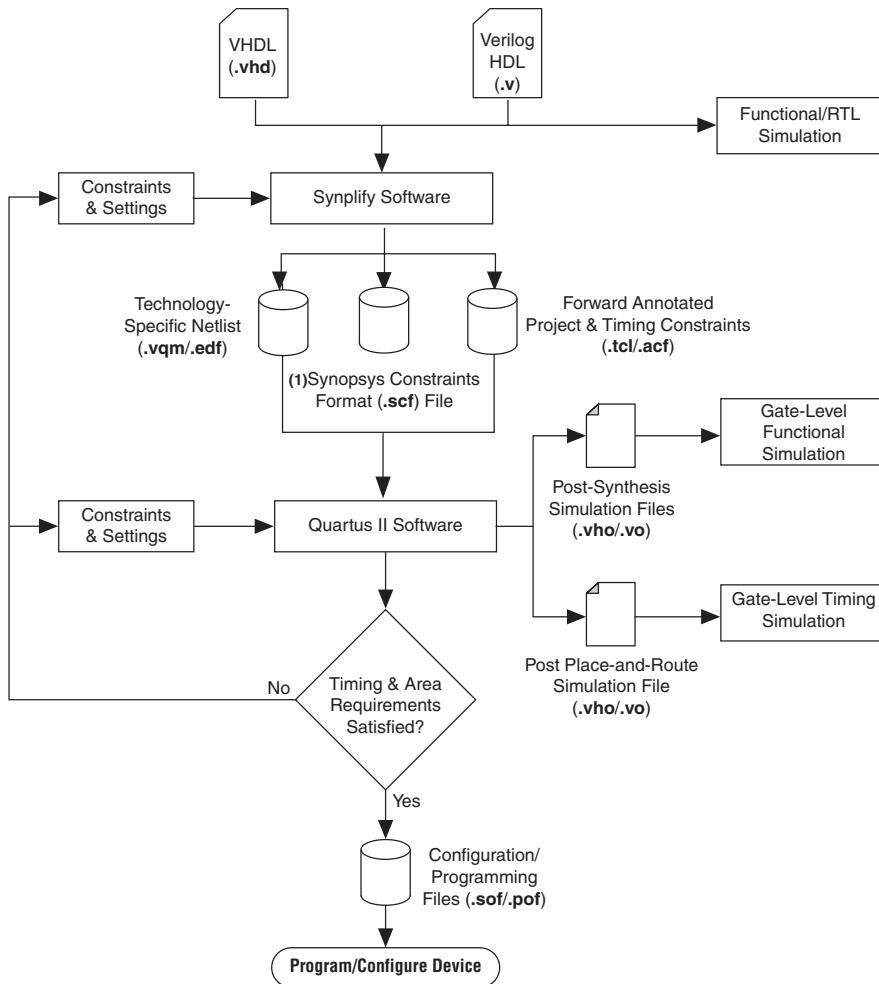 VHDL
(.vhd)
Verilog
HDL
(.v)
Functional/RTL
Simulation
Constraints
& Settings
Synplify Software
Technology-
Specific Netlist
(.vqm/.edf)
Forward Annotated
Project & Timing Constraints
(.tcl/.acf)
(1)Synopsys Constraints
Format (.scf) File
Gate-Level
Functional
Simulation
Constraints
& Settings
Quartus II Software
Post-Synthesis
Simulation Files
(.vho/.vo)
Gate-Level Timing
Simulation
Post Place-and-Route
Simulation File
(.vho/.vo)
No
Timing & Area
Requirements
Satisfied?
Yes
Configuration/
Programming
Files (.sof/.pof)
Program/Configure Device